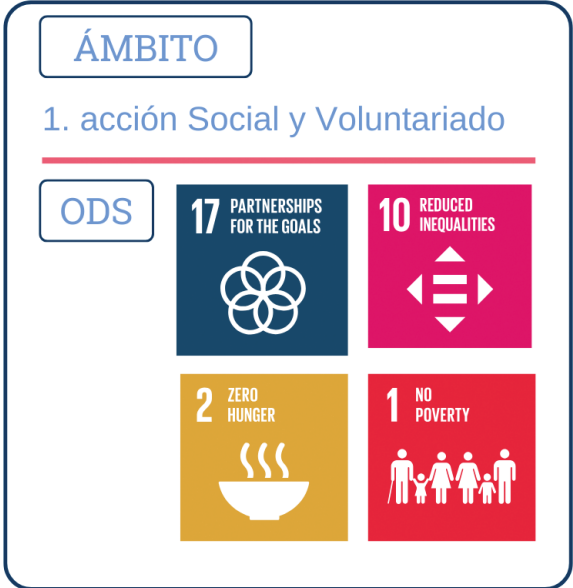 ÁMBITO
1. acción Social y Voluntariado
ODS
17 PARTNERSHIPS
FOR THE GOALS
10 REDUCED
INEQUALITIES
2 ZERO
HUNGER
1 NO
POVERTY